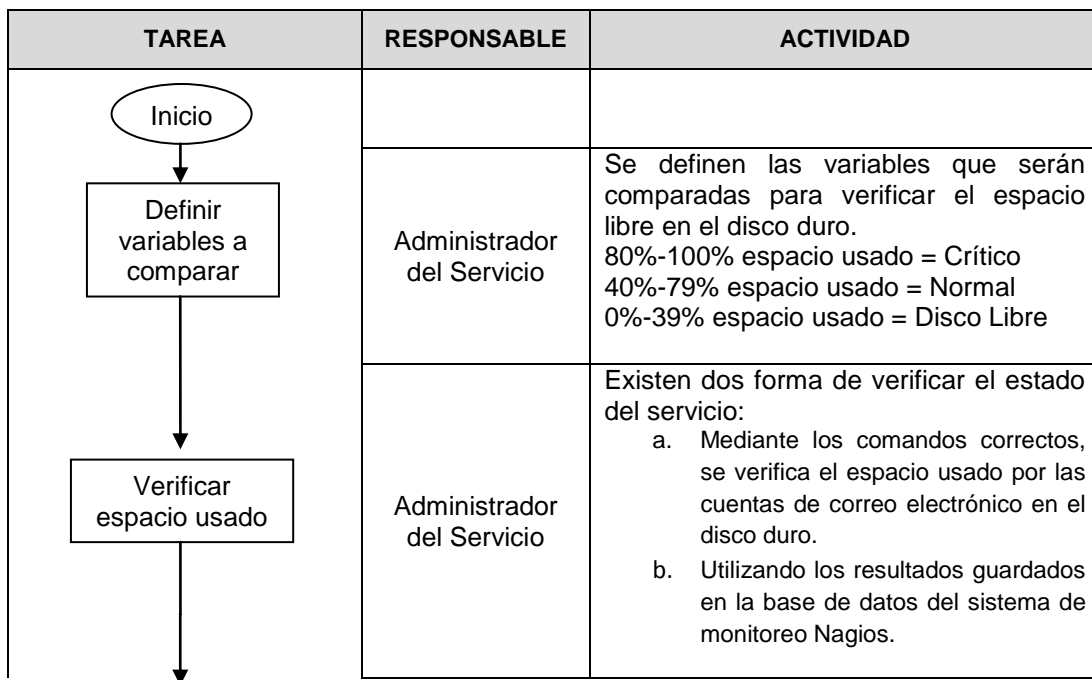 TAREA
RESPONSABLE
ACTIVIDAD
Inicio
Definir
variables a
comparar
Administrador
del Servicio
Se definen las variables que serán
comparadas para verificar el espacio
libre en el disco duro.
80%-100% espacio usado = Crítico
40%-79% espacio usado = Normal
0%-39% espacio usado = Disco Libre
Verificar
espacio usado
Administrador
del Servicio
Existen dos forma de verificar el estado
del servicio:
a. Mediante los comandos correctos,
se verifica el espacio usado por las
cuentas de correo electrónico en el
disco duro.
b. Utilizando los resultados guardados
en la base de datos del sistema de
monitoreo Nagios.